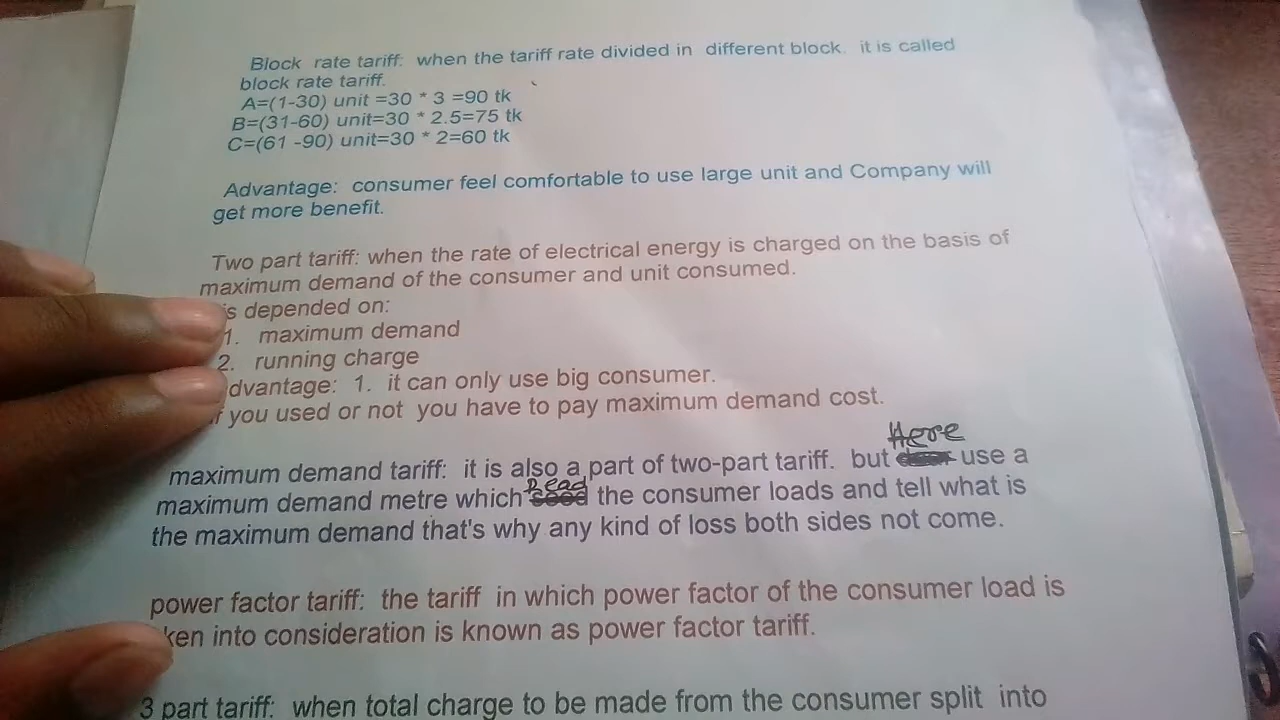 Block rate tariff: when the tariff rate divided in different block. it is called
block rate tariff.
A=(1-30) unit =30 * 3 =90 tk
B=(31-60) unit=30 * 2.5=75 tk
C=(61 -90) unit=30 * 2=60 tk
Advantage: consumer feel comfortable to use large unit and Company will
get more benefit.
Two part tariff: when the rate of electrical energy is charged on the basis of
maximum demand of the consumer and unit consumed.
is depended on:
1. maximum demand
2. running charge
dvantage: 1. it can only use big consumer.
you used or not you have to pay maximum demand cost.
Here
maximum demand tariff: it is also a part of two-part tariff. but use a
Read
maximum demand metre which the consumer loads and tell what is
the maximum demand that's why any kind of loss both sides not come.
power factor tariff: the tariff in which power factor of the consumer load is
ken into consideration is known as power factor tariff.
3 part tariff: when total charge to be made from the consumer split into